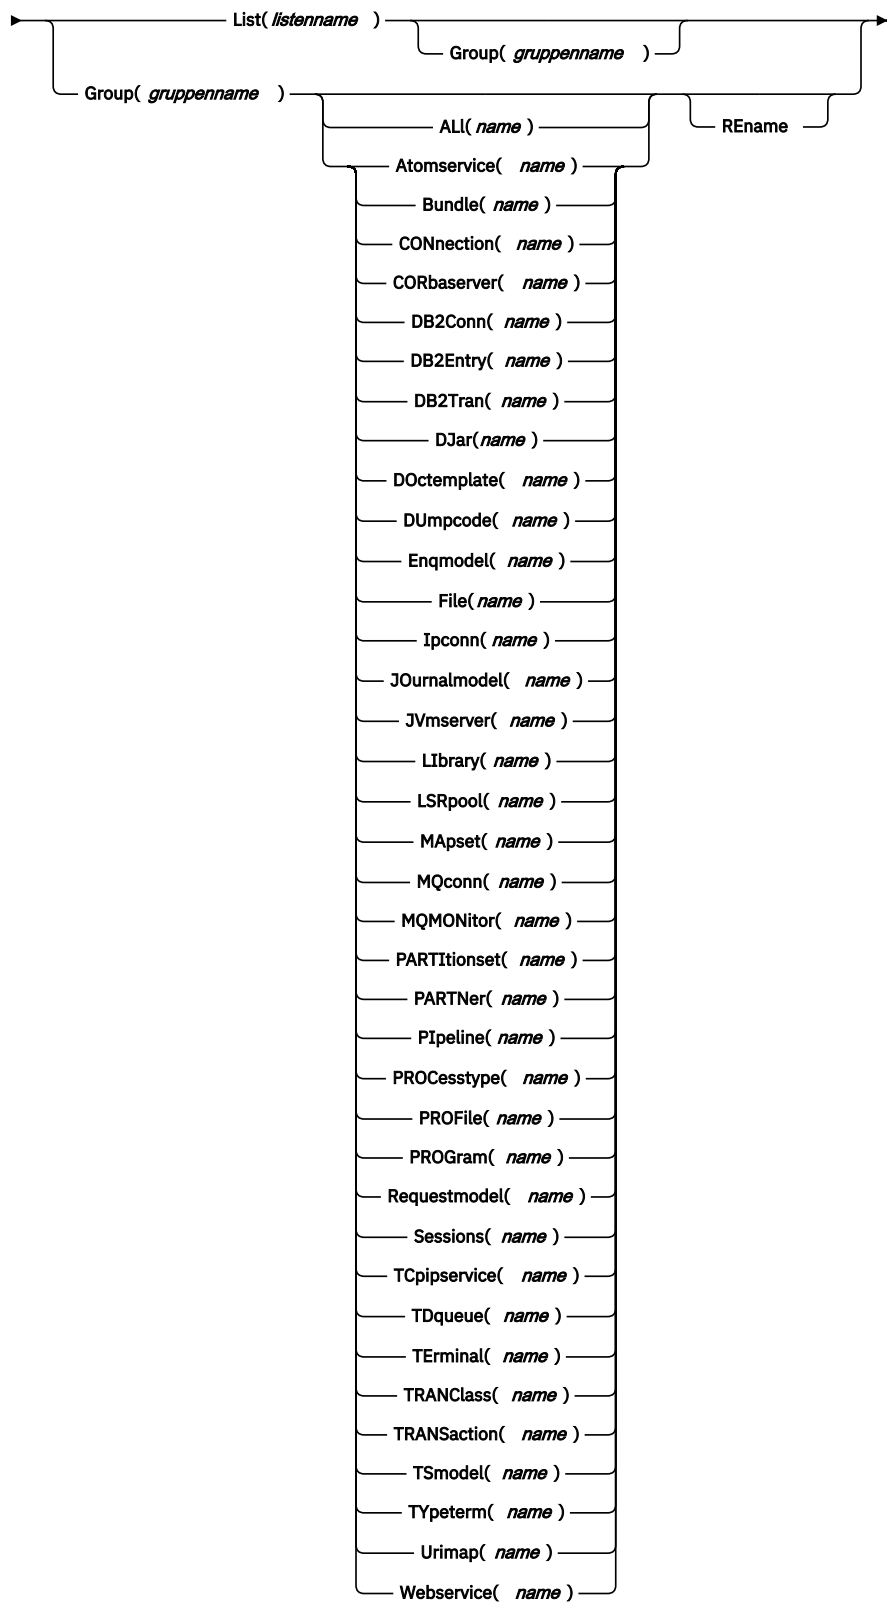 List( listenname )
Group( gruppenname )
Group( gruppenname )
ALl( name )
REname
Atomservice( name )
Bundle( name )
CONnection( name )
CORbaserver( name )
DB2Conn( name )
DB2Entry( name )
DB2Tran( name )
DJar(name )
DOctemplate( name )
DUmpcode( name )
Enqmodel( name )
File( name )
Ipconn( name )
JOurnalmodel( name )
JVmserver( name )
LIbrary( name )
LSRpool( name )
MApset( name )
MQconn( name )
MQMONitor( name )
PARTItionset( name )
PARTNer( name )
PIpeline( name )
PROCesstype( name )
PROFile( name )
PROGram( name )
Requestmodel( name )
Sessions( name )
TCpipservice( name )
TDqueue( name )
TErminal( name )
TRANClass( name )
TRANSaction( name )
TSmodel( name )
TYpeterm( name )
Urimap( name )
Webservice( name )